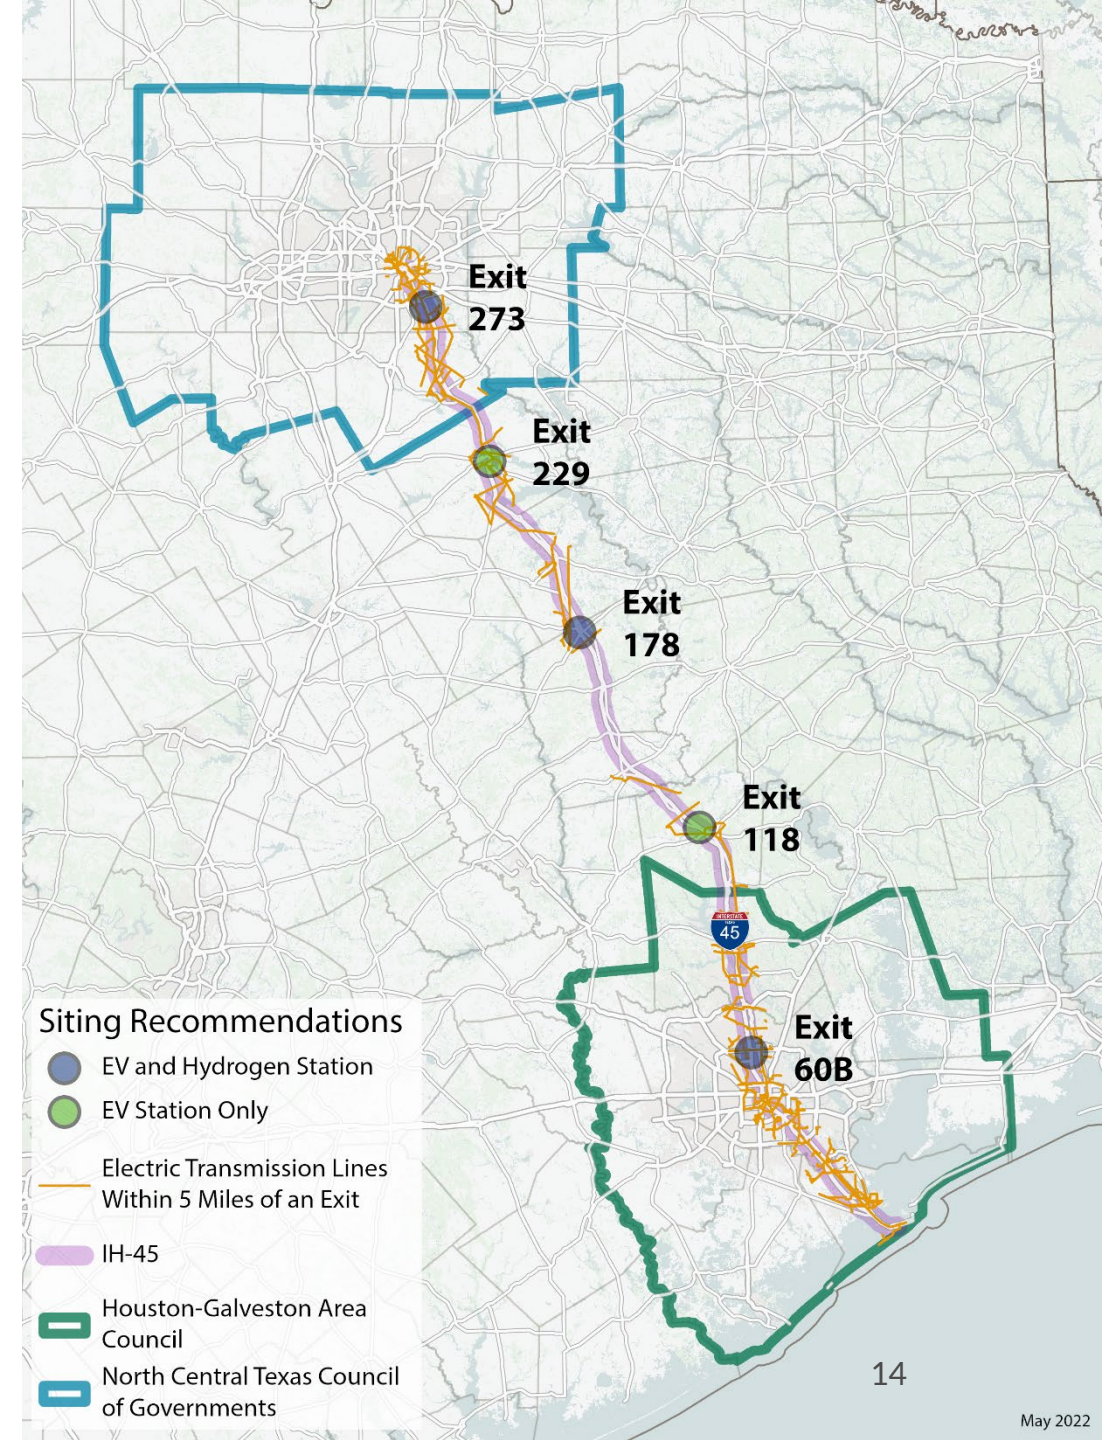 Exit
273
Exit
229
Exit
178
Exit
118
INTERSTATE
TEXAS
45
Exit
60B
Siting Recommendations
EV and Hydrogen Station
EV Station Only
Electric Transmission Lines
Within 5 Miles of an Exit
IH-45
Houston-Galveston Area
Council
North Central Texas Council
of Governments
14
May 2022